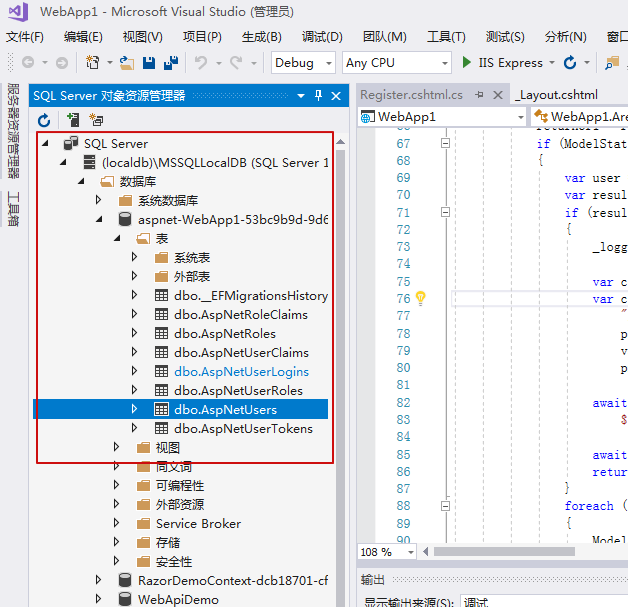 WebApp1 - Microsoft Visual Studio (管理员)
文件(F) 编辑(E) 视图(V) 项目(P) 生成(B) 调试(D) 团队(M) 工具(T) 测试(S) 分析(N) 窗口
Debug Any CPU IIS Express
服务器资源管理器
工具箱
SQL Server 对象资源管理器
SQL Server
(localdb)\MSSQLLocalDB (SQL Server 1
数据库
系统数据库
aspnet-WebApp1-53bc9b9d-9d6
表
系统表
外部表
dbo.__EFMigrationsHistory
dbo.AspNetRoleClaims
dbo.AspNetRoles
dbo.AspNetUserClaims
dbo.AspNetUserLogins
dbo.AspNetUserRoles
dbo.AspNetUsers
dbo.AspNetUserTokens
视图
同义词
可编程性
外部资源
Service Broker
存储
安全性
RazorDemoContext-dcb18701-cf
WebApiDemo
Register.cshtml.cs _Layout.cshtml
WebApp1 WebApp1.Are
67 if (ModelStat
68 {
69 var user
70 var resul
71 if (resul
72 {
73 _logg
74
75 var c
76 var c
77 "
78 p
79 v
80 p
81
82 await
83 $
84
85 await
86 retur
87 }
88 foreach (
89 {
90 Model
108 %
输出
显示输出来源(S): 调试